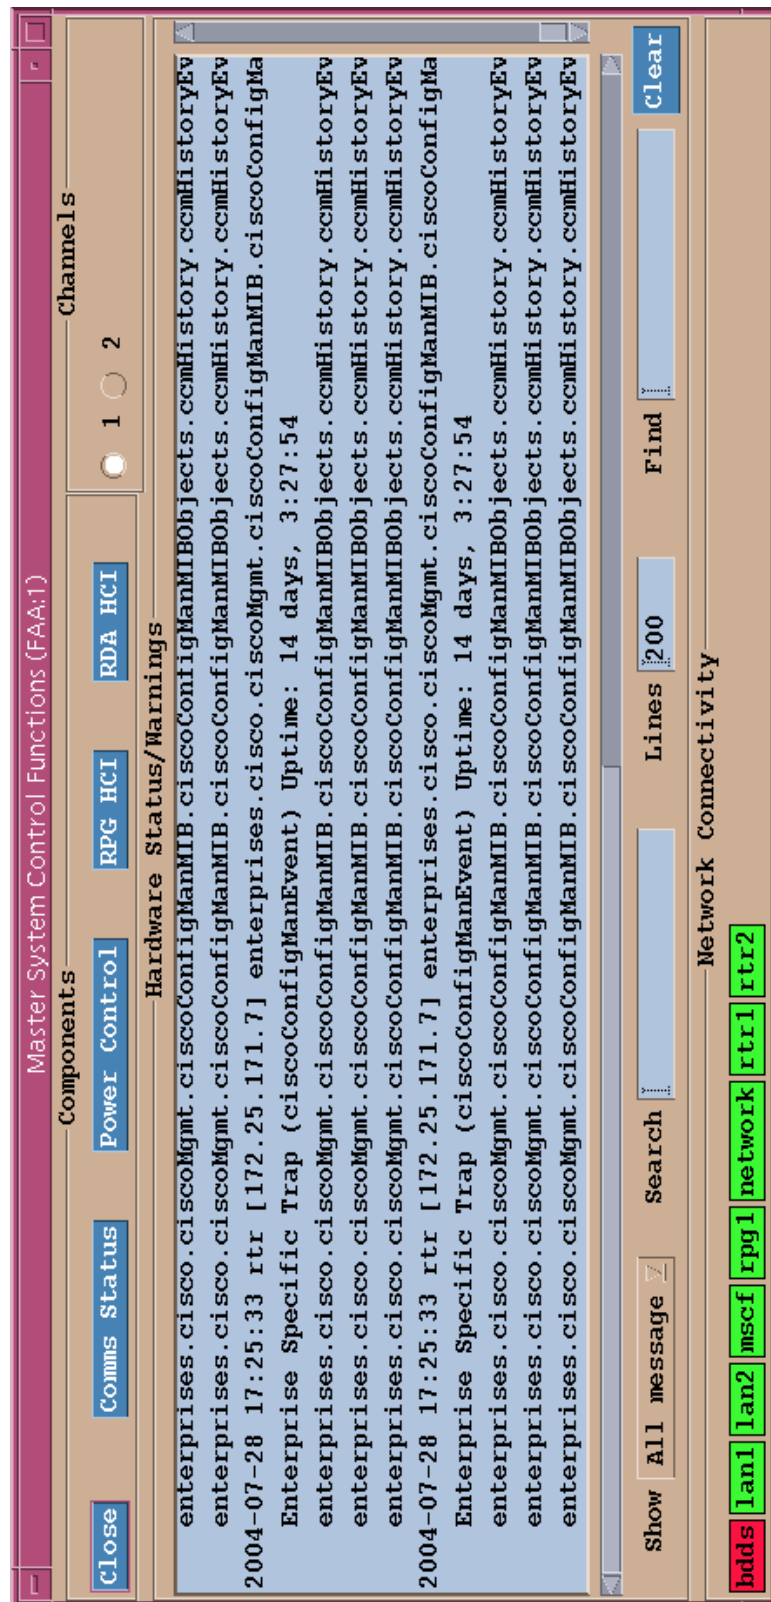 Master System Control Functions (FAA:1)
Components
Channels
Close Comms Status Power Control RPG HCI RDA HCI
1 2
Hardware Status/Warnings
enterprises.cisco.ciscoMgmt.ciscoConfigManMIB.ciscoConfigManMIBObjects.ccmHistory.ccmHistoryEv
enterprises.cisco.ciscoMgmt.ciscoConfigManMIB.ciscoConfigManMIBObjects.ccmHistory.ccmHistoryEv
2004-07-28 17:25:33 rtr [172.25.171.7] enterprises.cisco.ciscoMgmt.ciscoConfigManMIB.ciscoConfigMa
Enterprise Specific Trap (ciscoConfigManEvent) Uptime: 14 days, 3:27:54
enterprises.cisco.ciscoMgmt.ciscoConfigManMIB.ciscoConfigManMIBObjects.ccmHistory.ccmHistoryEv
enterprises.cisco.ciscoMgmt.ciscoConfigManMIB.ciscoConfigManMIBObjects.ccmHistory.ccmHistoryEv
enterprises.cisco.ciscoMgmt.ciscoConfigManMIB.ciscoConfigManMIBObjects.ccmHistory.ccmHistoryEv
2004-07-28 17:25:33 rtr [172.25.171.7] enterprises.cisco.ciscoMgmt.ciscoConfigManMIB.ciscoConfigMa
Enterprise Specific Trap (ciscoConfigManEvent) Uptime: 14 days, 3:27:54
enterprises.cisco.ciscoMgmt.ciscoConfigManMIB.ciscoConfigManMIBObjects.ccmHistory.ccmHistoryEv
enterprises.cisco.ciscoMgmt.ciscoConfigManMIB.ciscoConfigManMIBObjects.ccmHistory.ccmHistoryEv
enterprises.cisco.ciscoMgmt.ciscoConfigManMIB.ciscoConfigManMIBObjects.ccmHistory.ccmHistoryEv
Show All message Search Lines 200 Find Clear
Network Connectivity
bdds lan1 lan2 mscf rpg1 network rtr1 rtr2